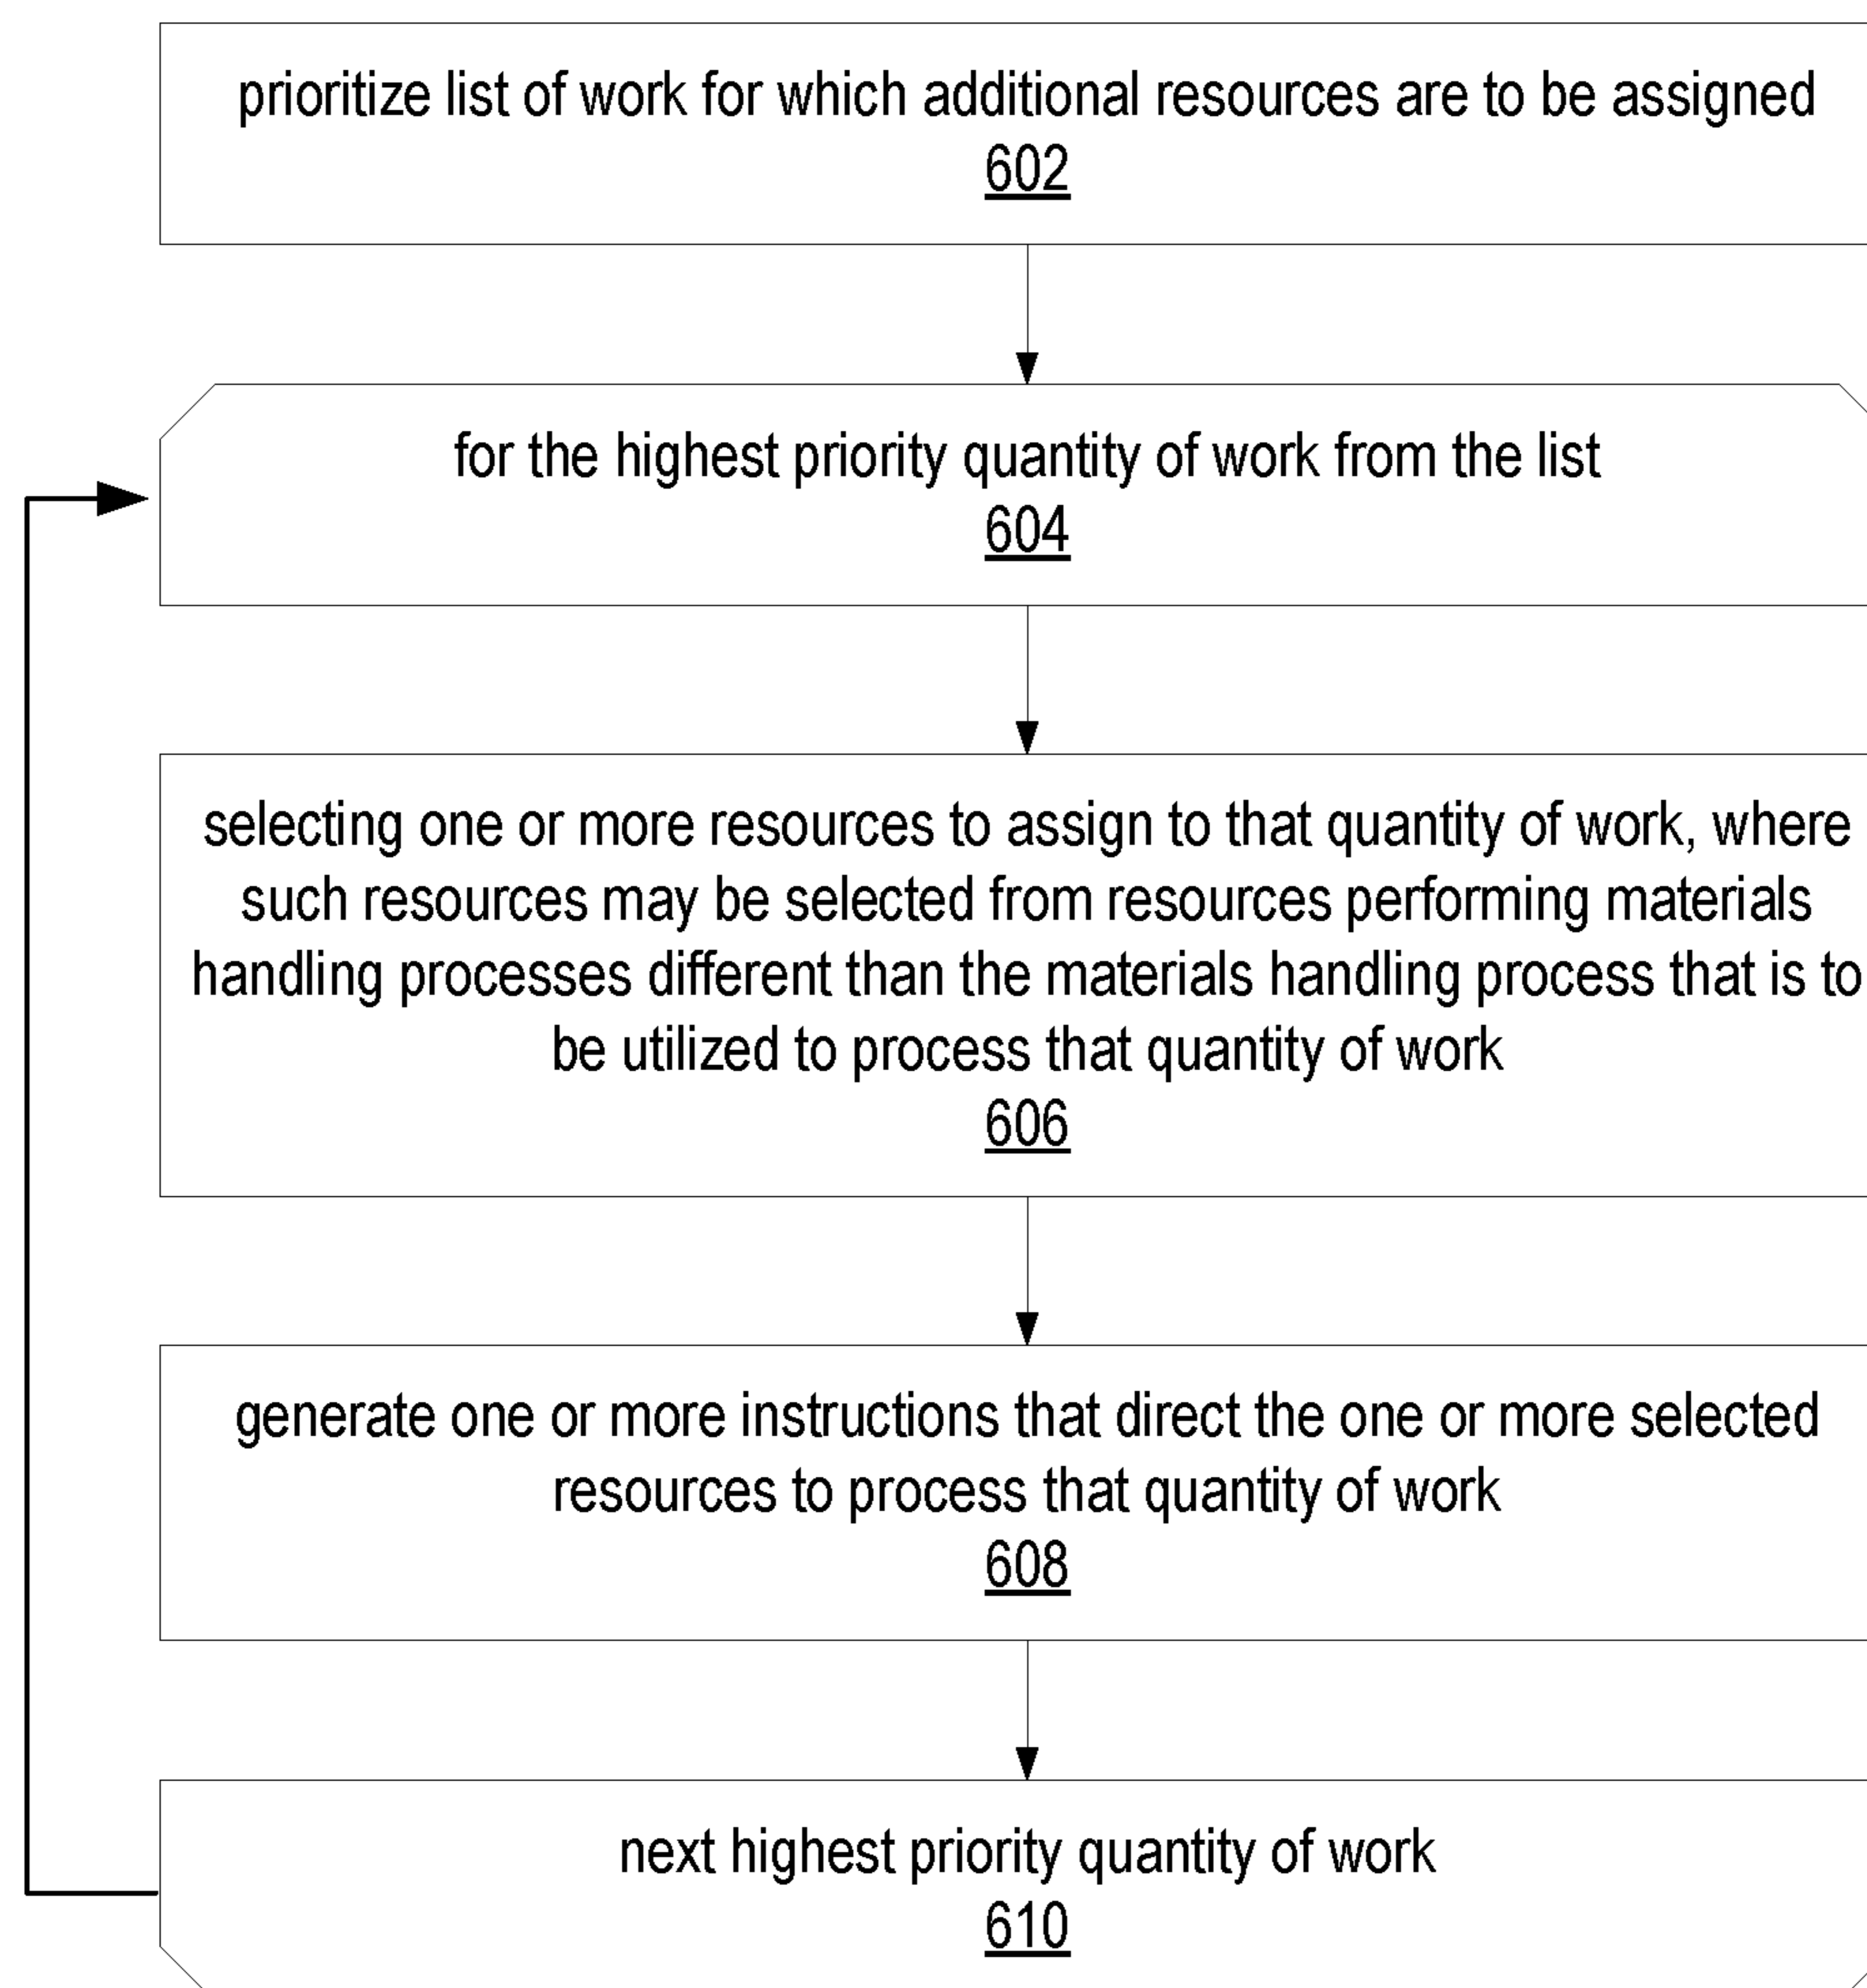 prioritize list of work for which additional resources are to be assigned
602
for the highest priority quantity of work from the list
604
selecting one or more resources to assign to that quantity of work, where
such resources may be selected from resources performing materials
handling processes different than the materials handling process that is to
be utilized to process that quantity of work
606
generate one or more instructions that direct the one or more selected
resources to process that quantity of work
608
next highest priority quantity of work
610